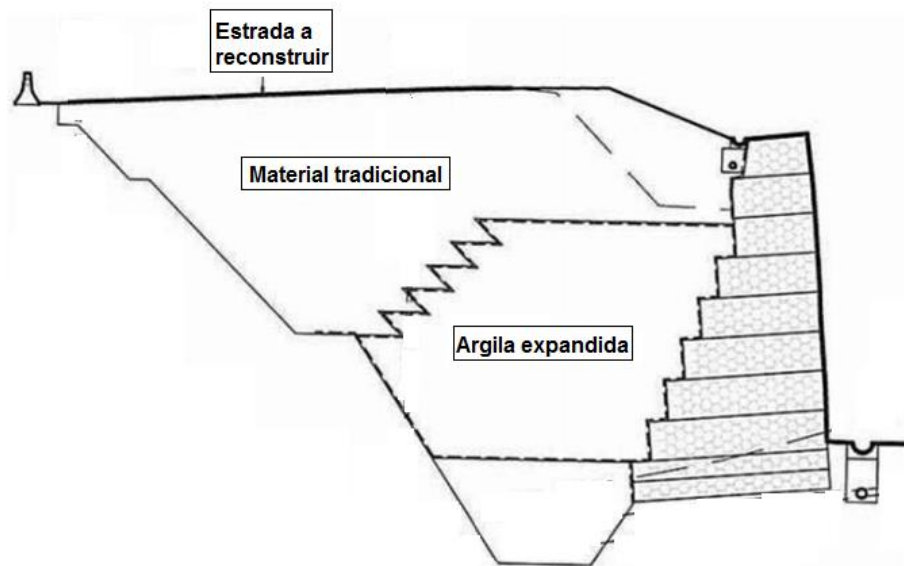 Estrada a
reconstruir
Material tradicional
Argila expandida